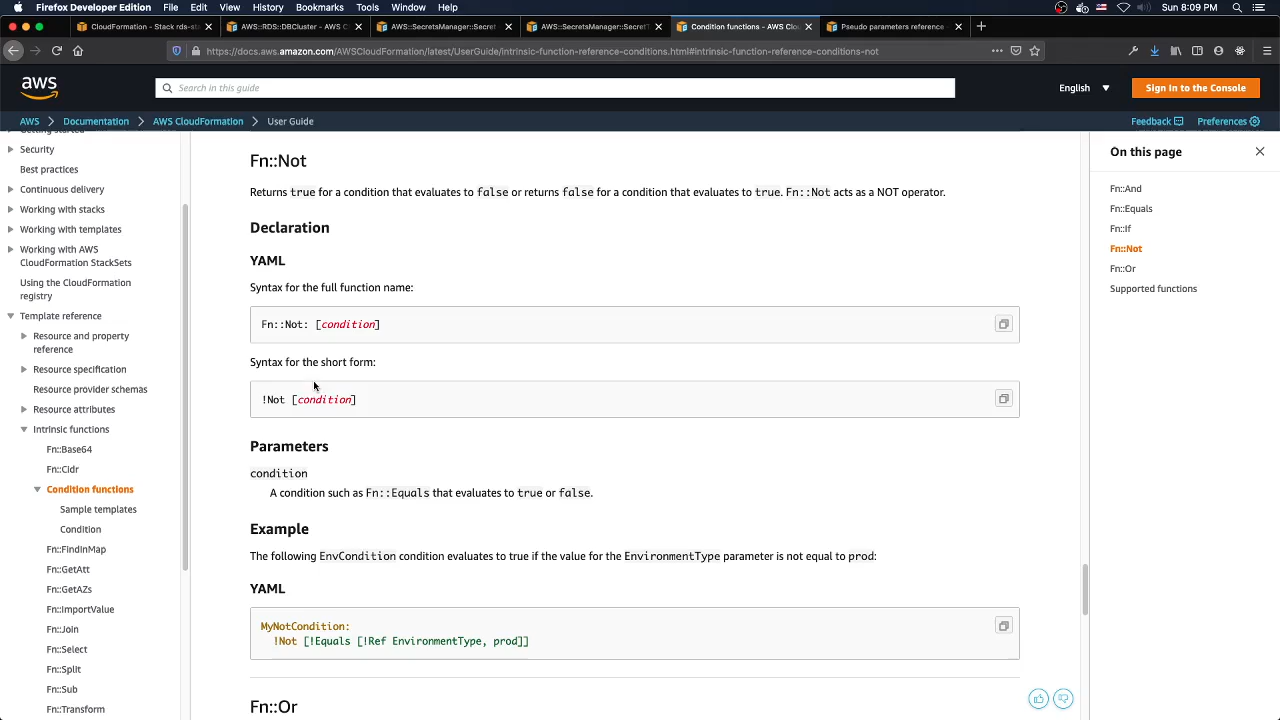 Firefox Developer Edition File Edit View History Bookmarks Tools Window Help Sun 8:09 PM
CloudFormation - Stack rds-st AWS::RDS::DBCluster - AWS C AWS::SecretsManager::Secret AWS::SecretsManager::SecretT Condition functions - AWS Clou Pseudo parameters reference -
https://docs.aws.amazon.com/AWSCloudFormation/latest/UserGuide/intrinsic-function-reference-conditions.html#intrinsic-function-reference-conditions-not
aws Search in this guide English Sign In to the Console
AWS Documentation AWS CloudFormation User Guide Feedback Preferences
Getting started
Security
Best practices
Continuous delivery
Working with stacks
Working with templates
Working with AWS
CloudFormation StackSets
Using the CloudFormation
registry
Template reference
Resource and property
reference
Resource specification
Resource provider schemas
Resource attributes
Intrinsic functions
Fn::Base64
Fn::Cidr
Condition functions
Sample templates
Condition
Fn::FindInMap
Fn::GetAtt
Fn::GetAZs
Fn::ImportValue
Fn::Join
Fn::Select
Fn::Split
Fn::Sub
Fn::Transform
Fn::Not
Returns true for a condition that evaluates to false or returns false for a condition that evaluates to true. Fn::Not acts as a NOT operator.
Declaration
YAML
Syntax for the full function name:
Fn::Not: [condition]
Syntax for the short form:
!Not [condition]
Parameters
condition
A condition such as Fn::Equals that evaluates to true or false.
Example
The following EnvCondition condition evaluates to true if the value for the EnvironmentType parameter is not equal to prod:
YAML
MyNotCondition:
!Not [!Equals [!Ref EnvironmentType, prod]]
Fn::Or
On this page
Fn::And
Fn::Equals
Fn::If
Fn::Not
Fn::Or
Supported functions